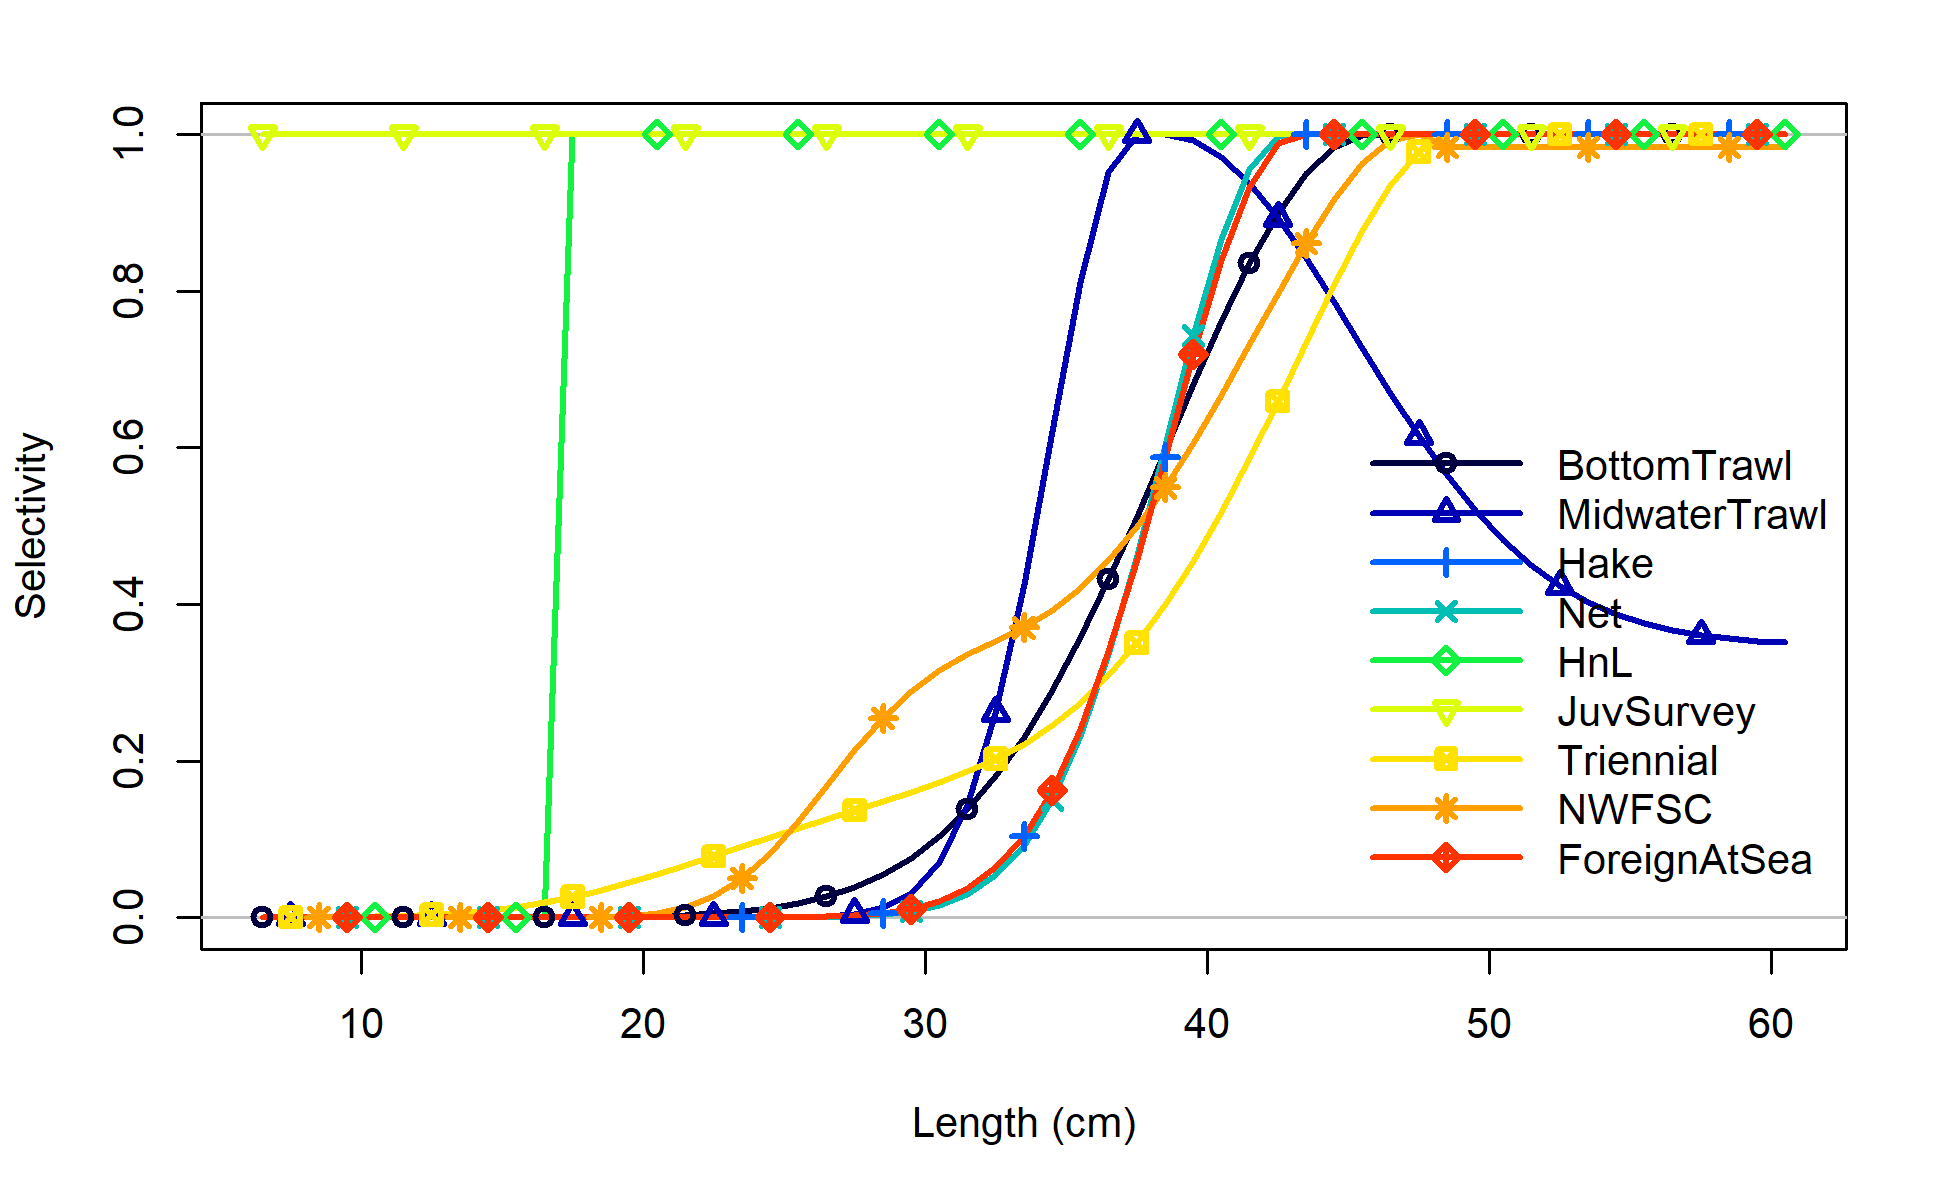 1.0
0.8
0.6
0.4
0.2
0.0
Selectivity
BottomTrawl
MidwaterTrawl
Hake
Net
HnL
JuvSurvey
Triennial
NWFSC
ForeignAtSea
10 20 30 40 50 60
Length (cm)